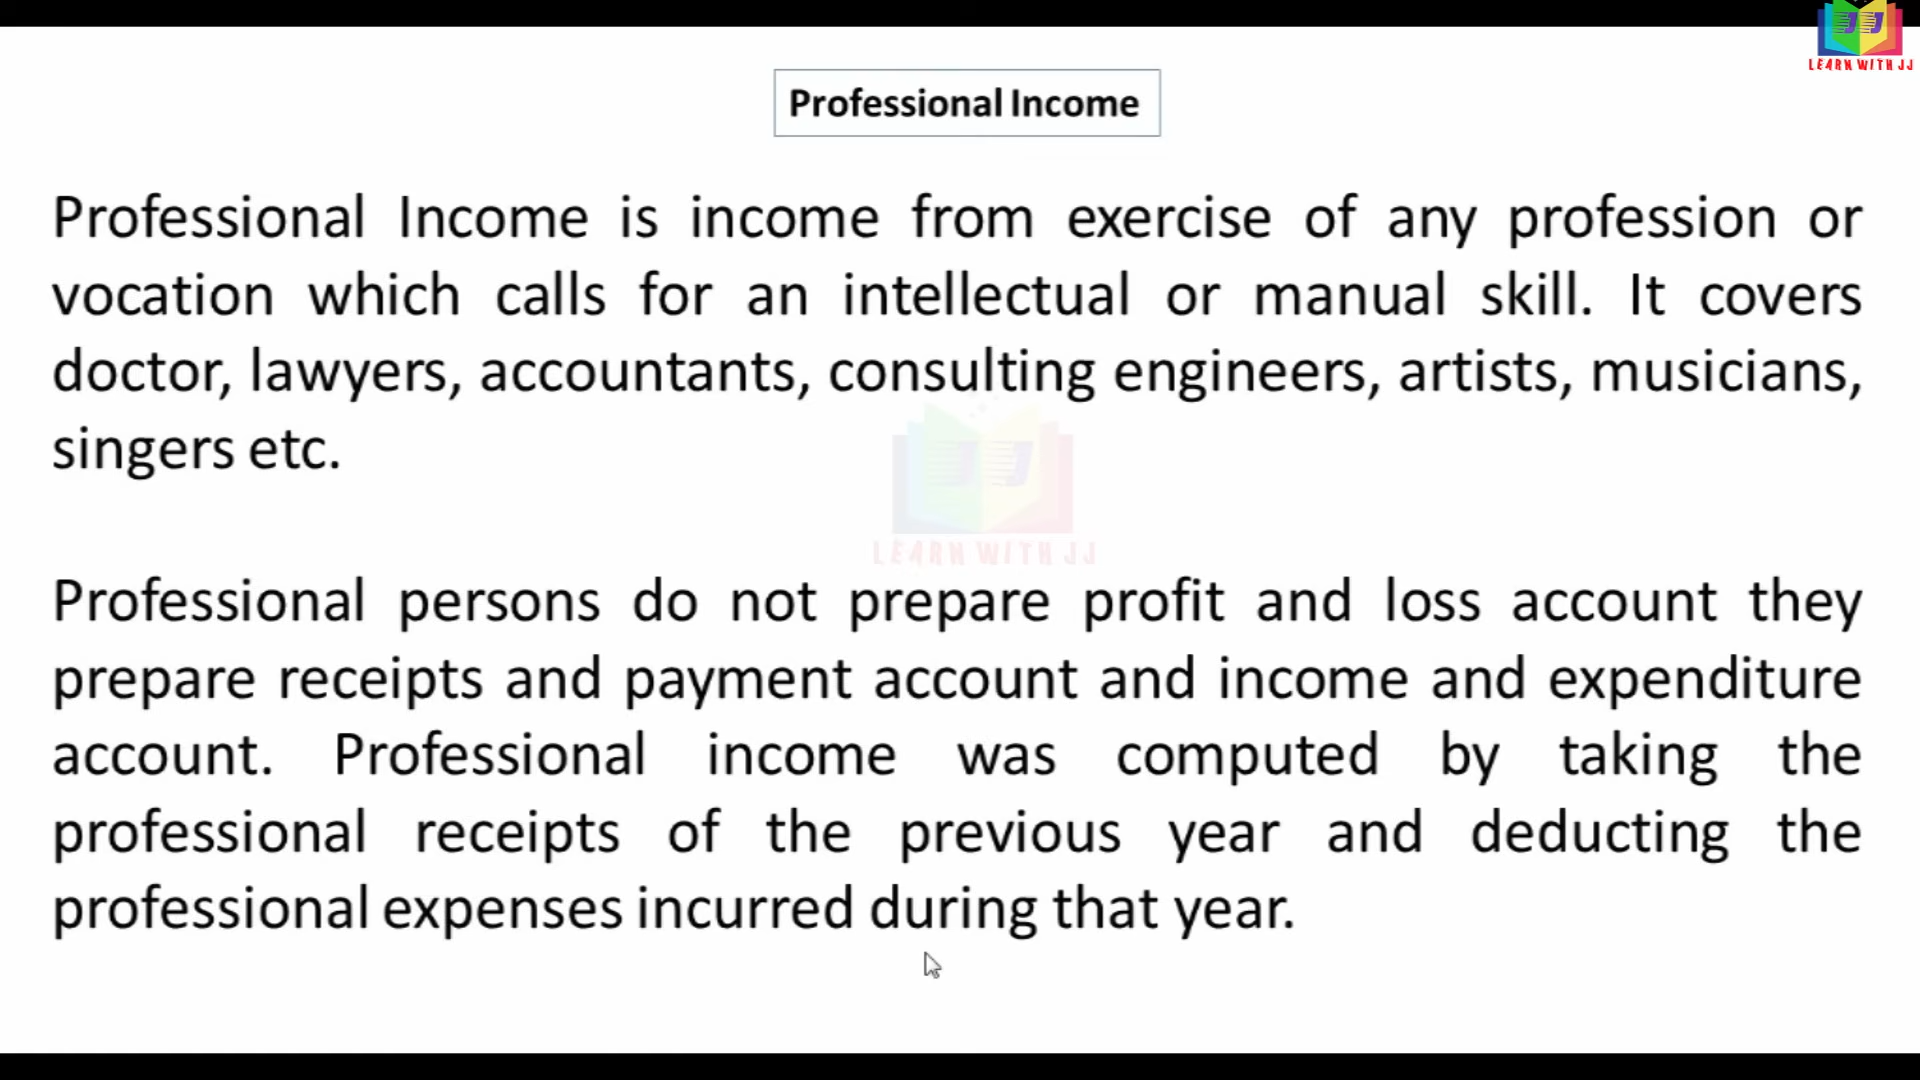 LEARN WITH JJ
Professional Income
Professional Income is income from exercise of any profession or
vocation which calls for an intellectual or manual skill. It covers
doctor, lawyers, accountants, consulting engineers, artists, musicians,
singers etc.
LEARN WITH JJ
Professional persons do not prepare profit and loss account they
prepare receipts and payment account and income and expenditure
account. Professional income was computed by taking the
professional receipts of the previous year and deducting the
professional expenses incurred during that year.